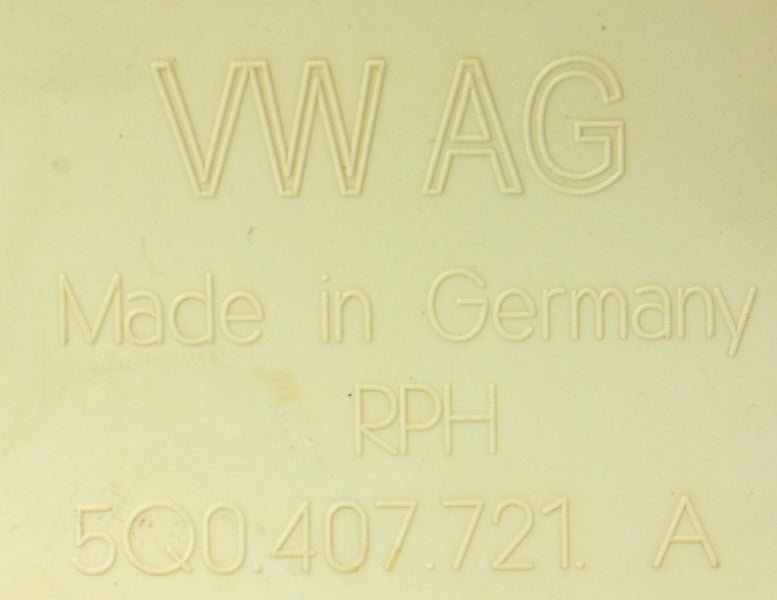 VW AG
Made in Germany
RPH
5Q0.407.721. A